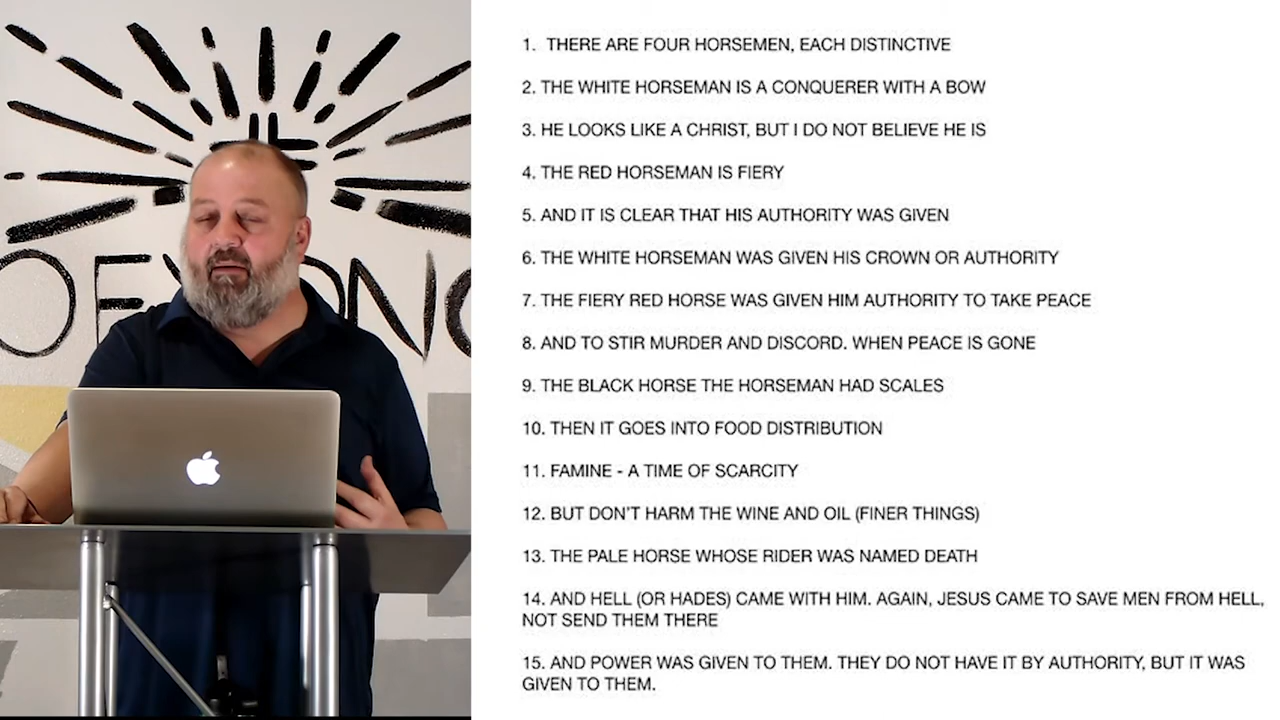 OF ZION
1. THERE ARE FOUR HORSEMEN, EACH DISTINCTIVE
2. THE WHITE HORSEMAN IS A CONQUERER WITH A BOW
3. HE LOOKS LIKE A CHRIST, BUT I DO NOT BELIEVE HE IS
4. THE RED HORSEMAN IS FIERY
5. AND IT IS CLEAR THAT HIS AUTHORITY WAS GIVEN
6. THE WHITE HORSEMAN WAS GIVEN HIS CROWN OR AUTHORITY
7. THE FIERY RED HORSE WAS GIVEN HIM AUTHORITY TO TAKE PEACE
8. AND TO STIR MURDER AND DISCORD. WHEN PEACE IS GONE
9. THE BLACK HORSE THE HORSEMAN HAD SCALES
10. THEN IT GOES INTO FOOD DISTRIBUTION
11. FAMINE - A TIME OF SCARCITY
12. BUT DON'T HARM THE WINE AND OIL (FINER THINGS)
13. THE PALE HORSE WHOSE RIDER WAS NAMED DEATH
14. AND HELL (OR HADES) CAME WITH HIM. AGAIN, JESUS CAME TO SAVE MEN FROM HELL,
NOT SEND THEM THERE
15. AND POWER WAS GIVEN TO THEM. THEY DO NOT HAVE IT BY AUTHORITY, BUT IT WAS
GIVEN TO THEM.